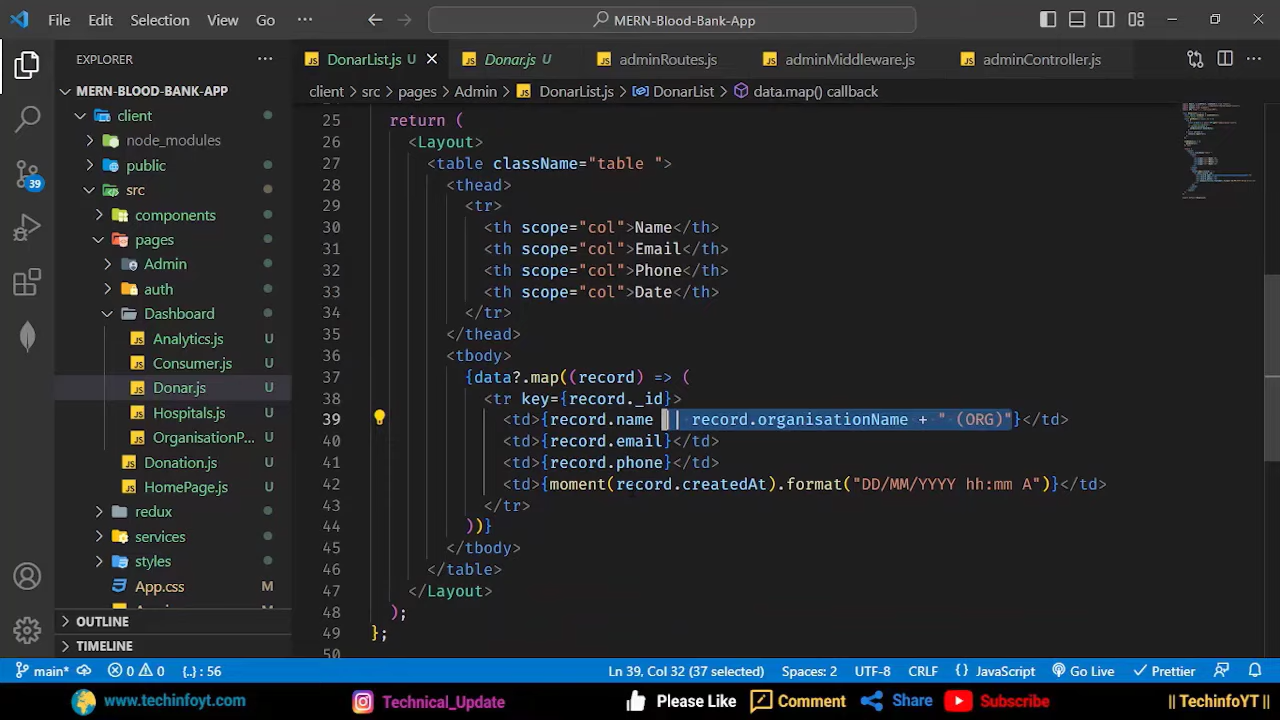 File Edit Selection View Go ··· MERN-Blood-Bank-App
EXPLORER
MERN-BLOOD-BANK-APP
client
node_modules
public
src
components
pages
Admin
auth
Dashboard
Analytics.js U
Consumer.js U
Donar.js U
Hospitals.js U
OrganisationP... U
Donation.js U
HomePage.js U
redux
services
styles
App.css M
OUTLINE
TIMELINE
39
DonarList.js U Donar.js U adminRoutes.js adminMiddleware.js adminController.js
client > src > pages > Admin > DonarList.js > DonarList > data.map() callback
25 return (
26 <Layout>
27 <table className="table ">
28 <thead>
29 <tr>
30 <th scope="col">Name</th>
31 <th scope="col">Email</th>
32 <th scope="col">Phone</th>
33 <th scope="col">Date</th>
34 </tr>
35 </thead>
36 <tbody>
37 {data?.map((record) => (
38 <tr key={record._id}>
39 <td>{record.name || record.organisationName + " (ORG)"}</td>
40 <td>{record.email}</td>
41 <td>{record.phone}</td>
42 <td>{moment(record.createdAt).format("DD/MM/YYYY hh:mm A")}</td>
43 </tr>
44 ))}
45 </tbody>
46 </table>
47 </Layout>
48 );
49 };
50
main* 0 0 {..} : 56 Ln 39, Col 32 (37 selected) Spaces: 2 UTF-8 CRLF {} JavaScript Go Live Prettier
www.techinfoyt.com Technical_Update Please Like Comment Share Subscribe || TechinfoYT ||